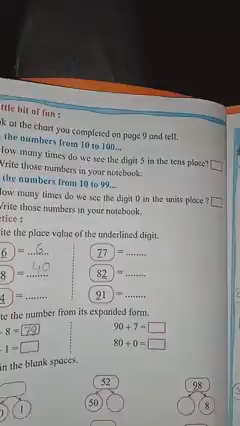 ttle bit of fun :
k at the chart you completed on page 9 and tell.
the numbers from 10 to 100...
How many times do we see the digit 5 in the tens place?
Write those numbers in your notebook.
the numbers from 10 to 99...
How many times do we see the digit 0 in the units place ?
Write those numbers in your notebook.
ctice :
ite the place value of the underlined digit.
6 = ...6.... 77 = ........
8 = ...40... 82 = ........
4 = ........ 91 = ........
te the number from its expanded form.
8 = 90 + 7 =
1 = 80 + 0 =
in the blank spaces.
52 98
1 50 8